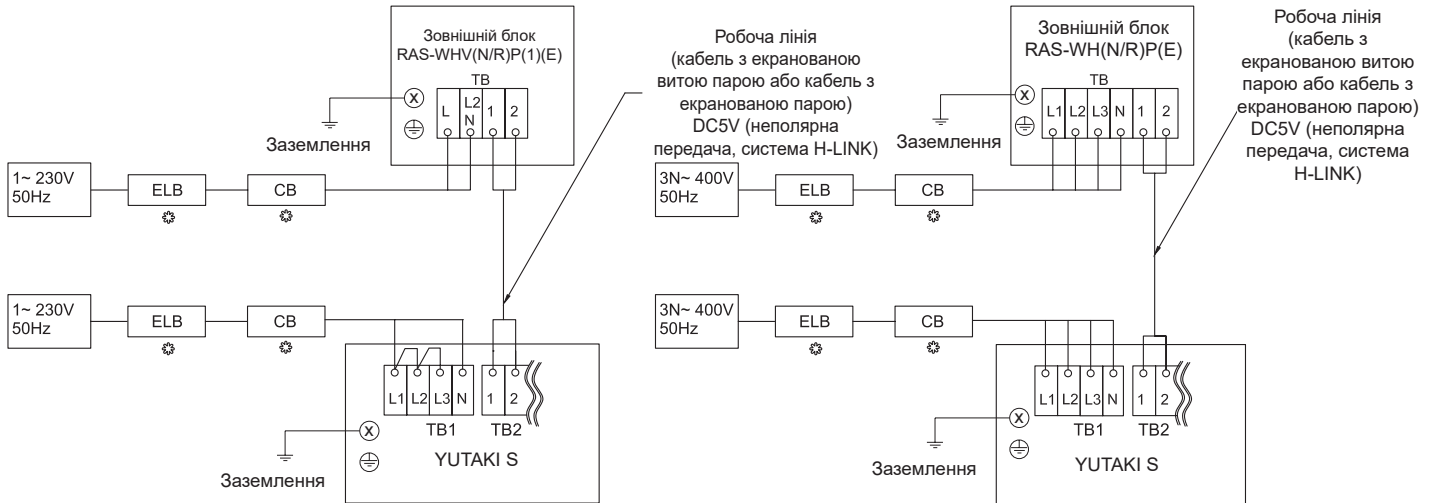 Зовнішній блок
RAS-WHV(N/R)P(1)(E)
TB
L
L2
N
1
2
X
Заземлення
Робоча лінія
(кабель з екранованою
витою парою або кабель з
екранованою парою)
DC5V (неполярна
передача, система H-LINK)
1~ 230V
50Hz
ELB
CB
1~ 230V
50Hz
ELB
CB
L1
L2
L3
N
1
2
TB1
TB2
X
YUTAKI S
Заземлення
Зовнішній блок
RAS-WH(N/R)P(E)
TB
L1
L2
L3
N
1
2
X
Заземлення
Робоча лінія
(кабель з
екранованою витою
парою або кабель з
екранованою парою)
DC5V (неполярна
передача, система
H-LINK)
3N~ 400V
50Hz
ELB
CB
3N~ 400V
50Hz
ELB
CB
L1
L2
L3
N
1
2
TB1
TB2
X
YUTAKI S
Заземлення